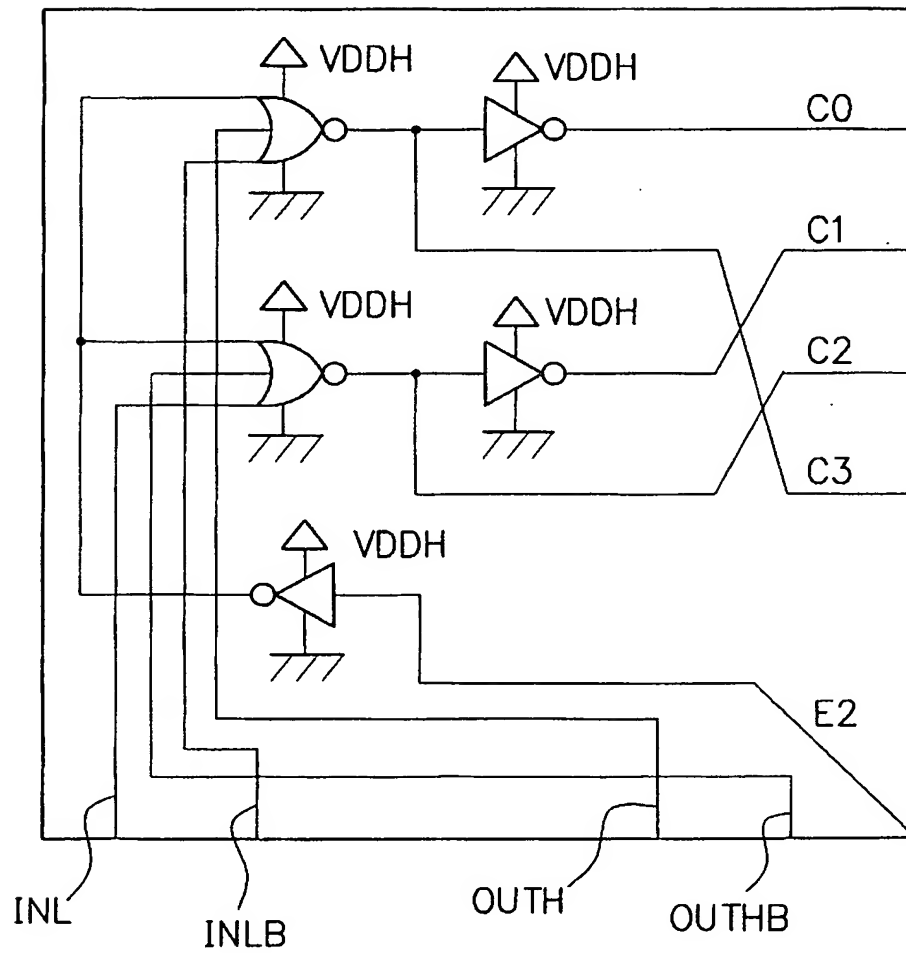 VDDH
VDDH
C0
C1
VDDH
VDDH
C2
C3
VDDH
E2
INL
INLB
OUTH
OUTHB